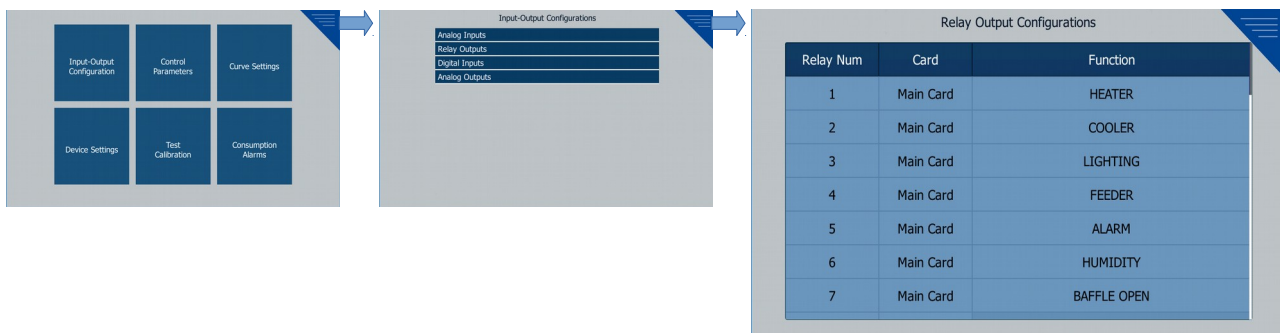 Input-Output
Configuration
Control
Parameters
Curve Settings
Device Settings
Test
Calibration
Consumption
Alarms
Input-Output Configurations
Analog Inputs
Relay Outputs
Digital Inputs
Analog Outputs
Relay Output Configurations
Relay Num Card Function
1 Main Card HEATER
2 Main Card COOLER
3 Main Card LIGHTING
4 Main Card FEEDER
5 Main Card ALARM
6 Main Card HUMIDITY
7 Main Card BAFFLE OPEN